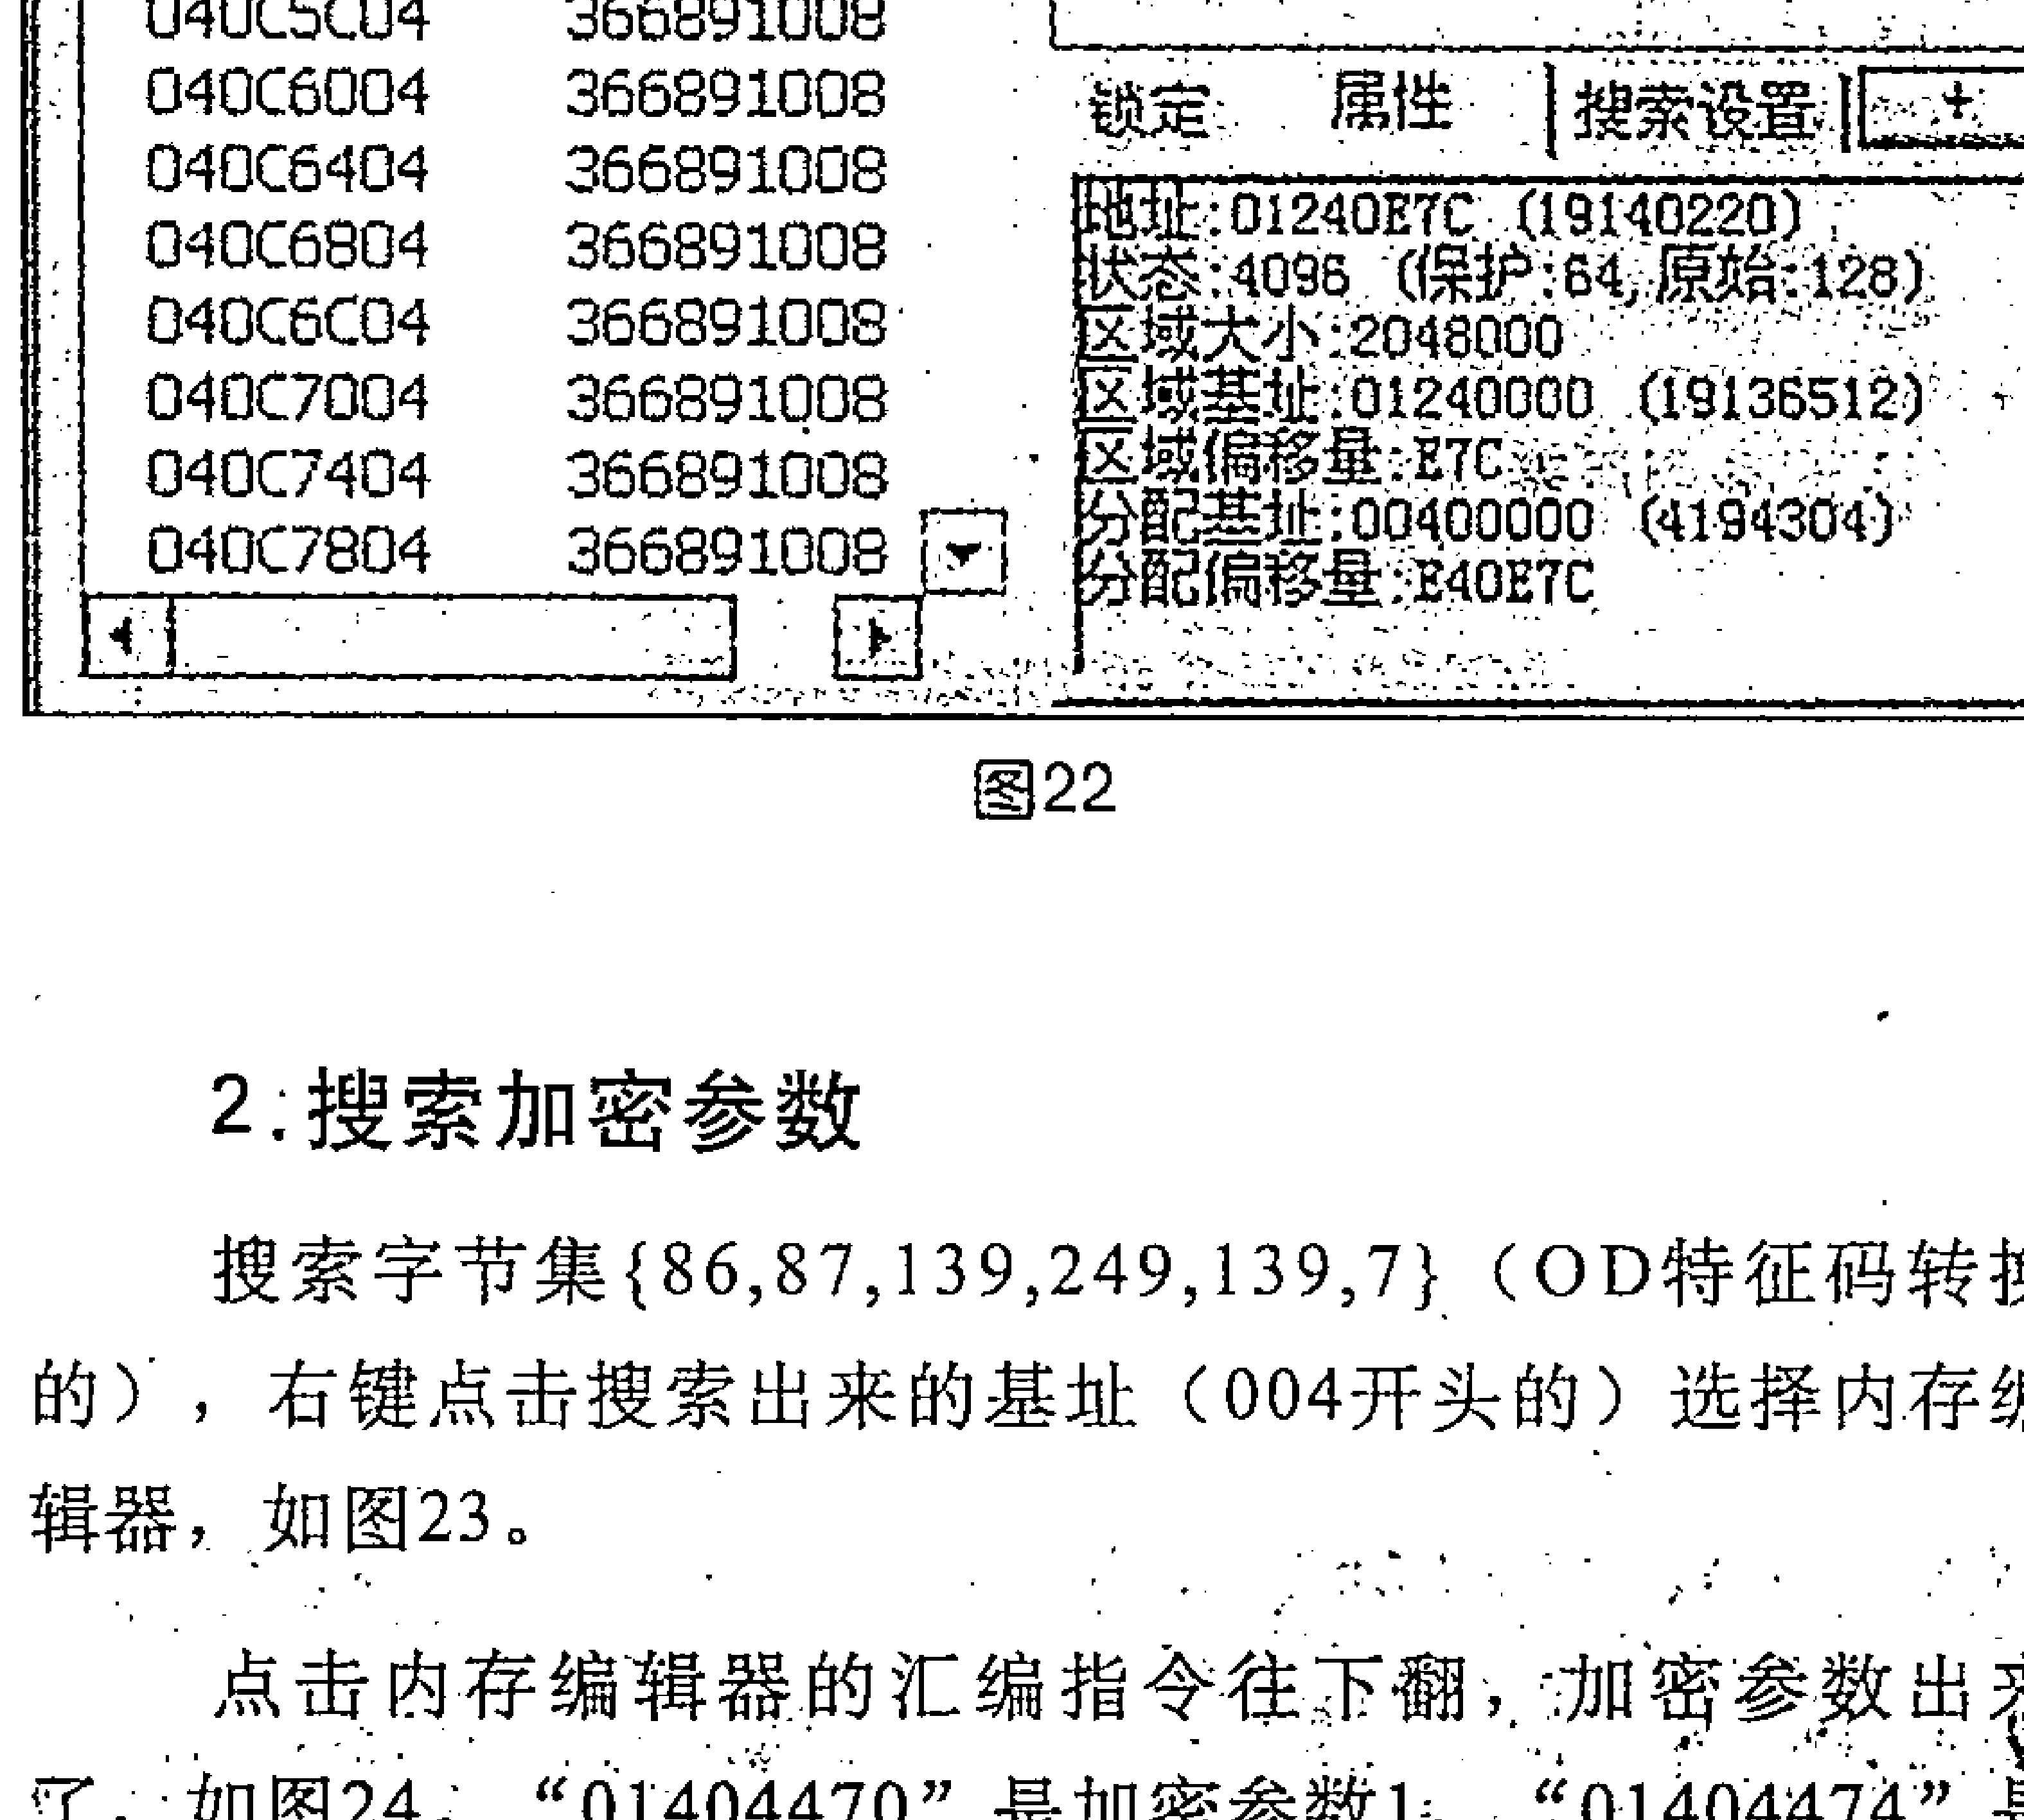 040C5C04 366891008
040C6004 366891008
040C6404 366891008
040C6804 366891008
040C6C04 366891008
040C7004 366891008
040C7404 366891008
040C7804 366891008
锁定 属性 搜索设置 +
地址:01240E7C (19140220)
状态:4096 (保护:64,原始:128)
区域大小:2048000
区域基址:01240000 (19136512)
区域偏移量:E7C
分配基址:00400000 (4194304)
分配偏移量:E40E7C
图22
2.搜索加密参数
搜索字节集{86,87,139,249,139,7}（OD特征码转换
的），右键点击搜索出来的基址（004开头的）选择内存编
辑器，如图23。
点击内存编辑器的汇编指令往下翻，加密参数出来
了，如图24，“01404470”是加密参数1，“01404474”是